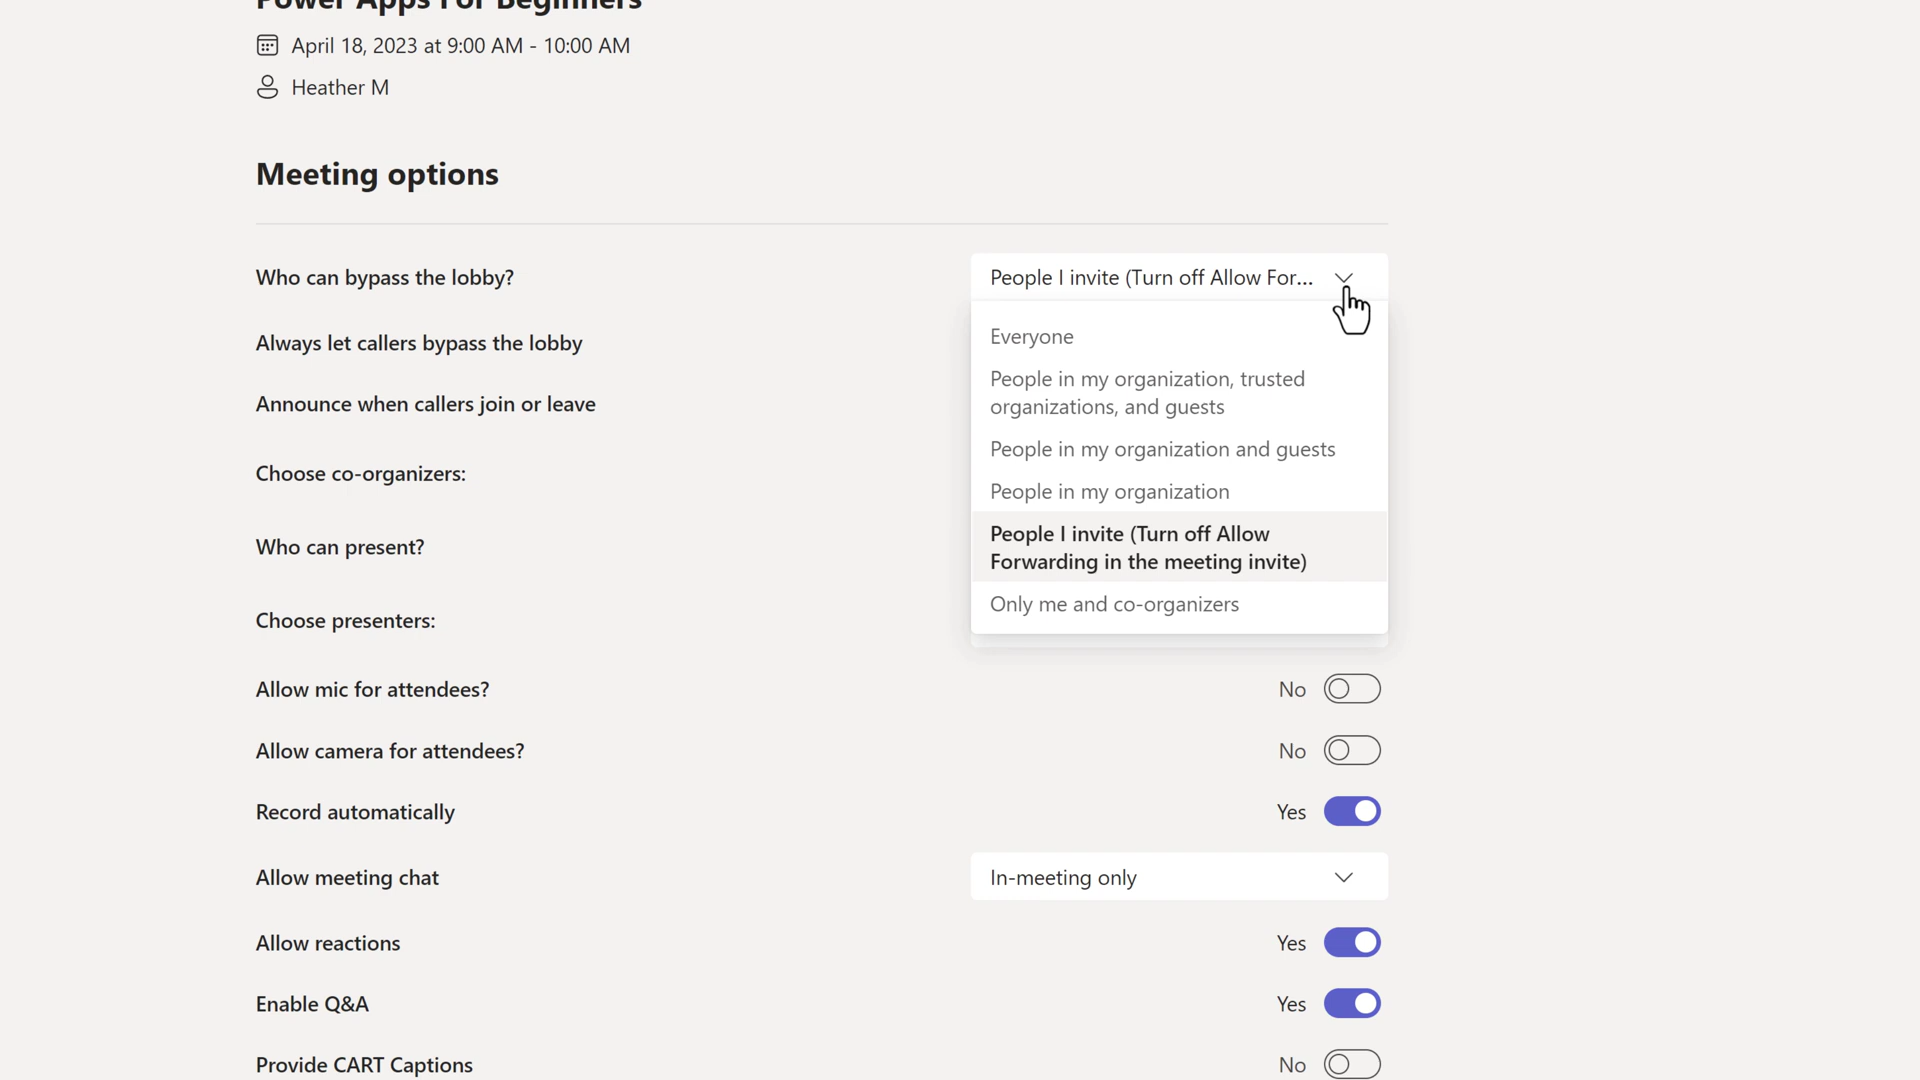 Power Apps For Beginners
April 18, 2023 at 9:00 AM - 10:00 AM
Heather M
Meeting options
Who can bypass the lobby?
People I invite (Turn off Allow For...
Everyone
Always let callers bypass the lobby
People in my organization, trusted
organizations, and guests
Announce when callers join or leave
People in my organization and guests
Choose co-organizers:
People in my organization
People I invite (Turn off Allow
Forwarding in the meeting invite)
Who can present?
Only me and co-organizers
Choose presenters:
Allow mic for attendees? No
Allow camera for attendees? No
Record automatically Yes
Allow meeting chat In-meeting only
Allow reactions Yes
Enable Q&A Yes
Provide CART Captions No